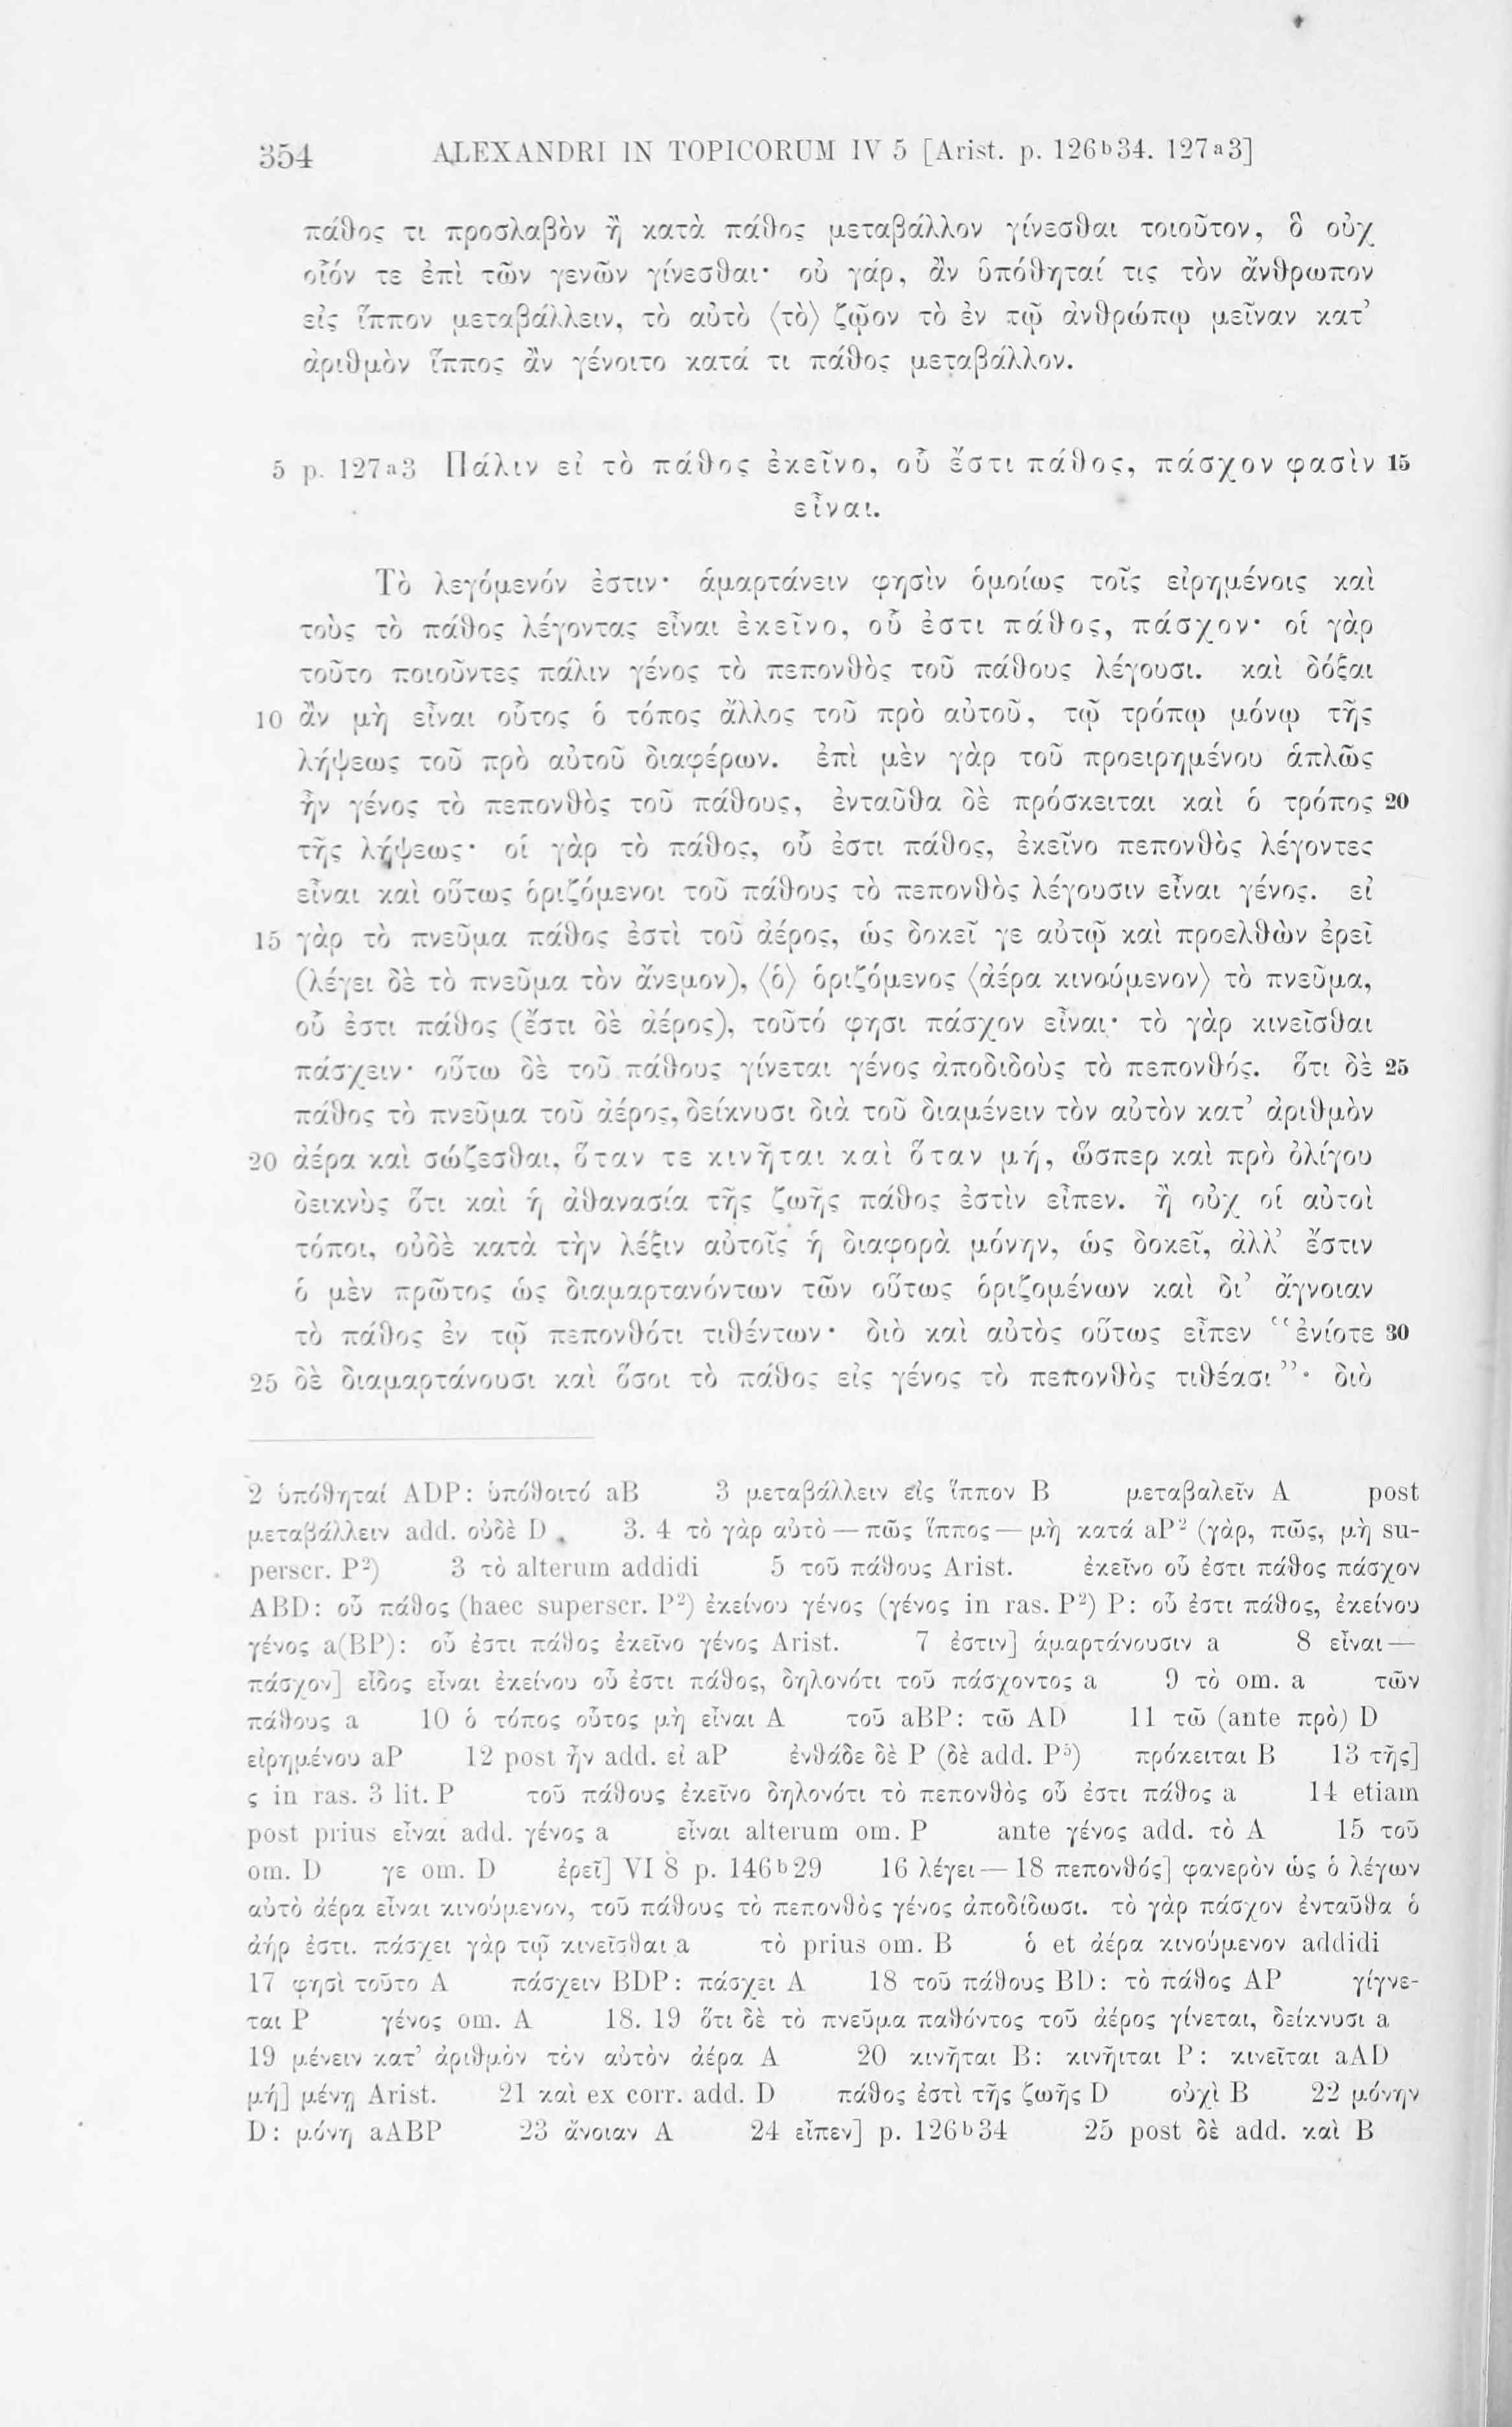 354 ALEXANDRI IN TOPICORUM IV 5 [Arist. p. 126ᵇ34. 127ᵃ3]
πάθος τι προσλαβὸν ἢ κατὰ πάθος μεταβάλλον γίνεσθαι τοιοῦτον, ὃ οὐχ
οἷόν τε ἐπὶ τῶν γενῶν γίνεσθαι· οὐ γάρ, ἂν ὑπόθηταί τις τὸν ἄνθρωπον
εἰς ἵππον μεταβάλλειν, τὸ αὐτὸ ⟨τὸ⟩ ζῷον τὸ ἐν τῷ ἀνθρώπῳ μεῖναν κατ’
ἀριθμὸν ἵππος ἂν γένοιτο κατά τι πάθος μεταβάλλον.
5 p. 127ᵃ3 Πάλιν εἰ τὸ πάθος ἐκεῖνο, οὗ ἔστι πάθος, πάσχον φασὶν 15
εἶναι.
Τὸ λεγόμενόν ἐστιν· ἁμαρτάνειν φησὶν ὁμοίως τοῖς εἰρημένοις καὶ
τοὺς τὸ πάθος λέγοντας εἶναι ἐκεῖνο, οὗ ἐστι πάθος, πάσχον· οἱ γὰρ
τοῦτο ποιοῦντες πάλιν γένος τὸ πεπονθὸς τοῦ πάθους λέγουσι. καὶ δόξαι
10 ἂν μὴ εἶναι οὗτος ὁ τόπος ἄλλος τοῦ πρὸ αὐτοῦ, τῷ τρόπῳ μόνῳ τῆς
λήψεως τοῦ πρὸ αὐτοῦ διαφέρων. ἐπὶ μὲν γὰρ τοῦ προειρημένου ἁπλῶς
ἦν γένος τὸ πεπονθὸς τοῦ πάθους, ἐνταῦθα δὲ πρόσκειται καὶ ὁ τρόπος 20
τῆς λήψεως· οἱ γὰρ τὸ πάθος, οὗ ἐστι πάθος, ἐκεῖνο πεπονθὸς λέγοντες
εἶναι καὶ οὕτως ὁριζόμενοι τοῦ πάθους τὸ πεπονθὸς λέγουσιν εἶναι γένος. εἰ
15 γὰρ τὸ πνεῦμα πάθος ἐστὶ τοῦ ἀέρος, ὡς δοκεῖ γε αὐτῷ καὶ προελθὼν ἐρεῖ
(λέγει δὲ τὸ πνεῦμα τὸν ἄνεμον), ⟨ὁ⟩ ὁριζόμενος ⟨ἀέρα κινούμενον⟩ τὸ πνεῦμα,
οὗ ἐστι πάθος (ἔστι δὲ ἀέρος), τοῦτό φησι πάσχον εἶναι· τὸ γὰρ κινεῖσθαι
πάσχειν· οὕτω δὲ τοῦ πάθους γίνεται γένος ἀποδιδοὺς τὸ πεπονθός. ὅτι δὲ 25
πάθος τὸ πνεῦμα τοῦ ἀέρος, δείκνυσι διὰ τοῦ διαμένειν τὸν αὐτὸν κατ’ ἀριθμὸν
20 ἀέρα καὶ σώζεσθαι, ὅταν τε κινῆται καὶ ὅταν μή, ὥσπερ καὶ πρὸ ὀλίγου
δεικνὺς ὅτι καὶ ἡ ἀθανασία τῆς ζωῆς πάθος ἐστὶν εἶπεν. ἢ οὐχ οἱ αὐτοὶ
τόποι, οὐδὲ κατὰ τὴν λέξιν αὐτοῖς ἡ διαφορὰ μόνην, ὡς δοκεῖ, ἀλλ’ ἔστιν
ὁ μὲν πρῶτος ὡς διαμαρτανόντων τῶν οὕτως ὁριζομένων καὶ δι’ ἄγνοιαν
τὸ πάθος ἐν τῷ πεπονθότι τιθέντων· διὸ καὶ αὐτὸς οὕτως εἶπεν “ἐνίοτε 30
25 δὲ διαμαρτάνουσι καὶ ὅσοι τὸ πάθος εἰς γένος τὸ πεπονθὸς τιθέασι”· διὸ
2 ὑπόθηταί ADP: ὑπόθοιτό aB 3 μεταβάλλειν εἰς ἵππον B μεταβαλεῖν A post
μεταβάλλειν add. οὐδὲ D 3. 4 τὸ γὰρ αὐτὸ — πῶς ἵππος — μὴ κατά aP² (γὰρ, πῶς, μὴ su-
perscr. P²) 3 τὸ alterum addidi 5 τοῦ πάθους Arist. ἐκεῖνο οὗ ἐστι πάθος πάσχον
ABD: οὗ πάθος (haec superscr. P²) ἐκείνου γένος (γένος in ras. P²) P: οὗ ἐστι πάθος, ἐκείνου
γένος a(BP): οὗ ἐστι πάθος ἐκεῖνο γένος Arist. 7 ἐστιν] ἁμαρτάνουσιν a 8 εἶναι —
πάσχον] εἶδος εἶναι ἐκείνου οὗ ἐστι πάθος, δηλονότι τοῦ πάσχοντος a 9 τὸ om. a τῶν
πάθους a 10 ὁ τόπος οὗτος μὴ εἶναι A τοῦ aBP: τῶ AD 11 τῶ (ante πρὸ) D
εἰρημένου aP 12 post ἦν add. εἰ aP ἐνθάδε δὲ P (δὲ add. P⁵) πρόκειται B 13 τῆς]
ς in ras. 3 lit. P τοῦ πάθους ἐκεῖνο δηλονότι τὸ πεπονθὸς οὗ ἐστι πάθος a 14 etiam
post prius εἶναι add. γένος a εἶναι alterum om. P ante γένος add. τὸ A 15 τοῦ
om. D γε om. D ἐρεῖ] VI 8 p. 146ᵇ29 16 λέγει — 18 πεπονθός] φανερὸν ὡς ὁ λέγων
αὐτὸ ἀέρα εἶναι κινούμενον, τοῦ πάθους τὸ πεπονθὸς γένος ἀποδίδωσι. τὸ γὰρ πάσχον ἐνταῦθα ὁ
ἀήρ ἐστι. πάσχει γὰρ τῷ κινεῖσθαι a τὸ prius om. B ὁ et ἀέρα κινούμενον addidi
17 φησὶ τοῦτο A πάσχειν BDP: πάσχει A 18 τοῦ πάθους BD: τὸ πάθος AP γίγνε-
ται P γένος om. A 18. 19 ὅτι δὲ τὸ πνεῦμα παθόντος τοῦ ἀέρος γίνεται, δείκνυσι a
19 μένειν κατ’ ἀριθμὸν τὸν αὐτὸν ἀέρα A 20 κινῆται B: κινῆιται P: κινεῖται aAD
μή] μένῃ Arist. 21 καὶ ex corr. add. D πάθος ἐστὶ τῆς ζωῆς D οὐχὶ B 22 μόνην
D: μόνη aABP 23 ἄνοιαν A 24 εἶπεν] p. 126ᵇ34 25 post δὲ add. καὶ B